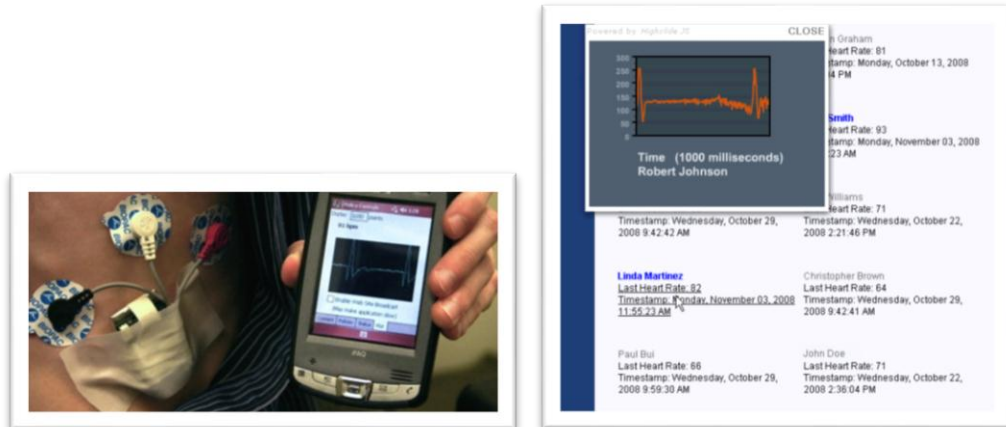 iPAQ
Powered by Highslide JS
CLOSE
300
250
200
150
100
50
0
Time (1000 milliseconds)
Robert Johnson
Graham
Heart Rate: 81
Monday, October 13, 2008
PM
Smith
Heart Rate: 93
Monday, November 03, 2008
:23 AM
Williams
Heart Rate: 71
Timestamp: Wednesday, October 29,
2008 9:42:42 AM
Timestamp: Wednesday, October 22,
2008 2:21:46 PM
Linda Martinez
Last Heart Rate: 82
Timestamp: Monday, November 03, 2008
11:55:23 AM
Christopher Brown
Last Heart Rate: 64
Timestamp: Wednesday, October 29,
2008 9:42:41 AM
Paul Bui
Last Heart Rate: 66
Timestamp: Wednesday, October 29,
2008 9:59:30 AM
John Doe
Last Heart Rate: 71
Timestamp: Wednesday, October 22,
2008 2:36:04 PM